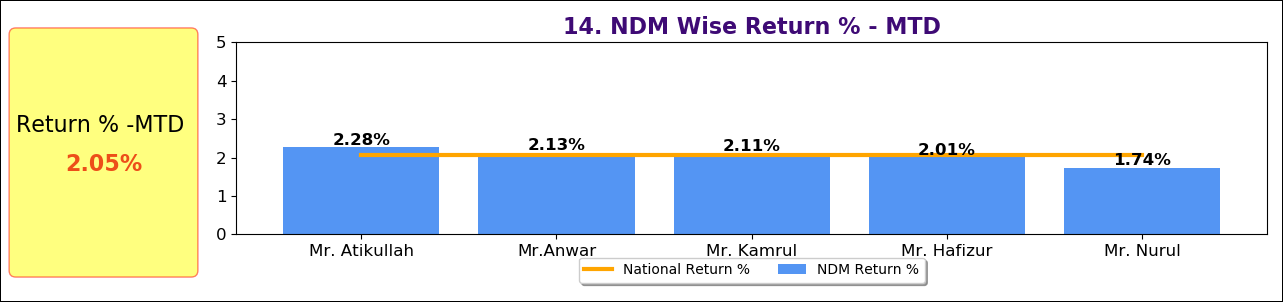 14. NDM Wise Return % - MTD
Return % -MTD
2.05%
5
4
3
2
1
0
2.28%
2.13%
2.11%
2.01%
1.74%
Mr. Atikullah
Mr.Anwar
Mr. Kamrul
Mr. Hafizur
Mr. Nurul
National Return %
NDM Return %